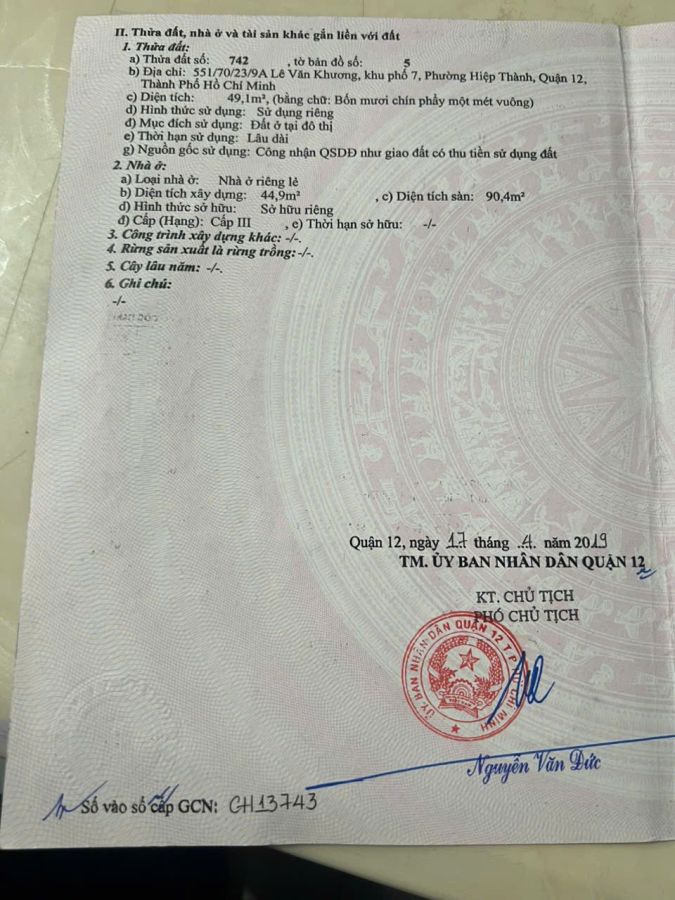 II. Thửa đất, nhà ở và tài sản khác gắn liền với đất
1. Thửa đất:
a) Thửa đất số: 742 , tờ bản đồ số: 5
b) Địa chỉ: 551/70/23/9A Lê Văn Khương, khu phố 7, Phường Hiệp Thành, Quận 12,
Thành Phố Hồ Chí Minh
c) Diện tích: 49,1m², (bằng chữ: Bốn mươi chín phẩy một mét vuông)
d) Hình thức sử dụng: Sử dụng riêng
đ) Mục đích sử dụng: Đất ở tại đô thị
e) Thời hạn sử dụng: Lâu dài
g) Nguồn gốc sử dụng: Công nhận QSDĐ như giao đất có thu tiền sử dụng đất
2. Nhà ở:
a) Loại nhà ở: Nhà ở riêng lẻ
b) Diện tích xây dựng: 44,9m² , c) Diện tích sàn: 90,4m²
d) Hình thức sở hữu: Sở hữu riêng
đ) Cấp (Hạng): Cấp III , e) Thời hạn sở hữu: -/-
3. Công trình xây dựng khác: -/-.
4. Rừng sản xuất là rừng trồng: -/-.
5. Cây lâu năm: -/-.
6. Ghi chú:
-/-
Quận 12, ngày 17 tháng .4. năm 2019
TM. ỦY BAN NHÂN DÂN QUẬN 12
KT. CHỦ TỊCH
PHÓ CHỦ TỊCH
ỦY BAN NHÂN DÂN QUẬN 12 T.P HỒ CHÍ MINH
Nguyễn Văn Đức
Số vào sổ cấp GCN: CH13743